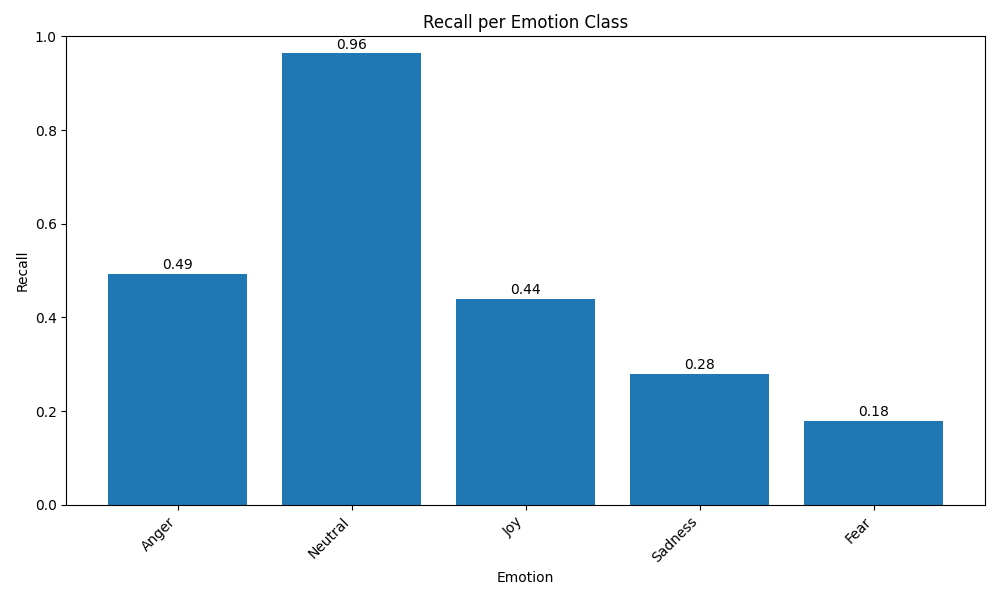 Recall per Emotion Class
Recall
1.0
0.8
0.6
0.4
0.2
0.0
0.49
0.96
0.44
0.28
0.18
Anger
Neutral
Joy
Sadness
Fear
Emotion